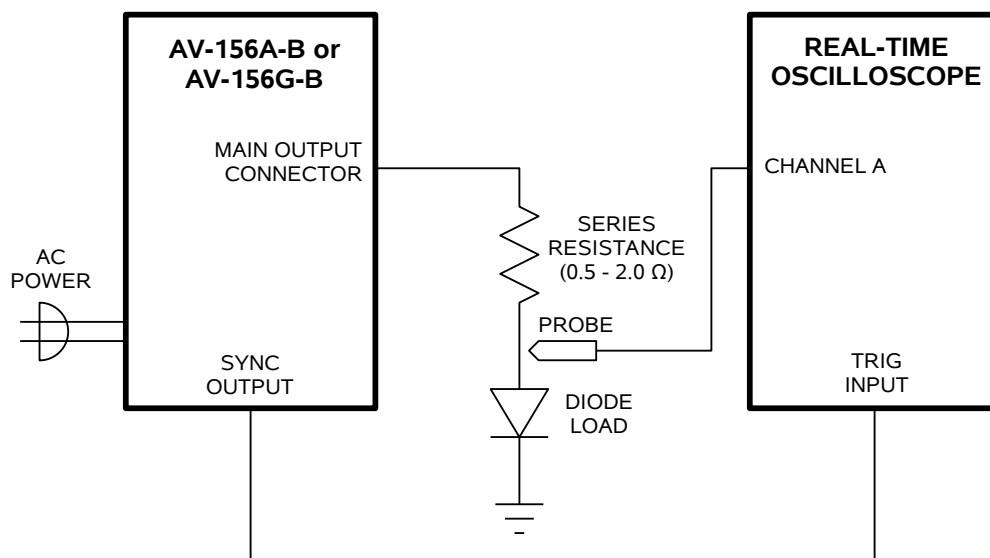 AV-156A-B or
AV-156G-B
MAIN OUTPUT
CONNECTOR
AC
POWER
SYNC
OUTPUT
SERIES
RESISTANCE
(0.5 - 2.0 Ω)
PROBE
DIODE
LOAD
REAL-TIME
OSCILLOSCOPE
CHANNEL A
TRIG
INPUT